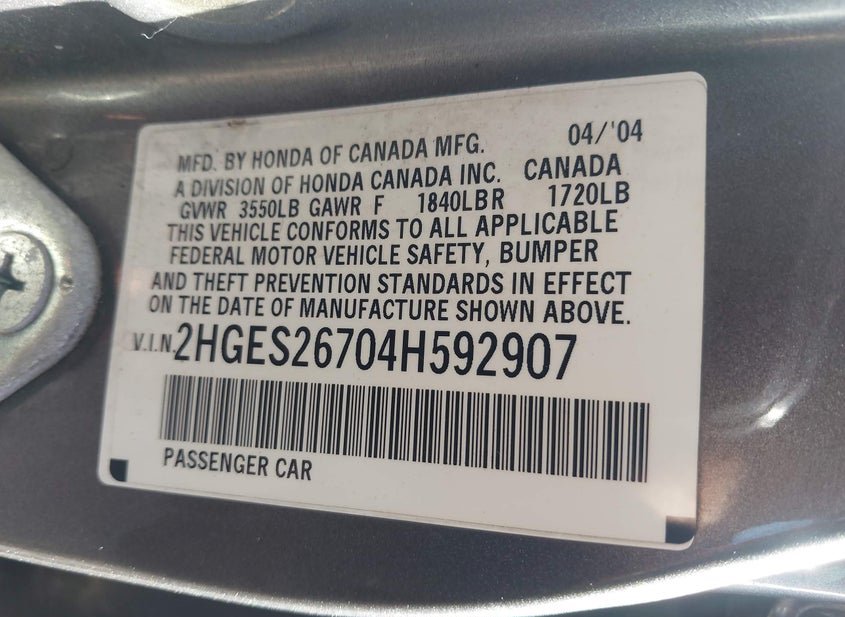 MFD. BY HONDA OF CANADA MFG. 04/'04
A DIVISION OF HONDA CANADA INC. CANADA
GVWR 3550LB GAWR F 1840LB R 1720LB
THIS VEHICLE CONFORMS TO ALL APPLICABLE
FEDERAL MOTOR VEHICLE SAFETY, BUMPER
AND THEFT PREVENTION STANDARDS IN EFFECT
ON THE DATE OF MANUFACTURE SHOWN ABOVE.
V.I.N. 2HGES26704H592907
PASSENGER CAR